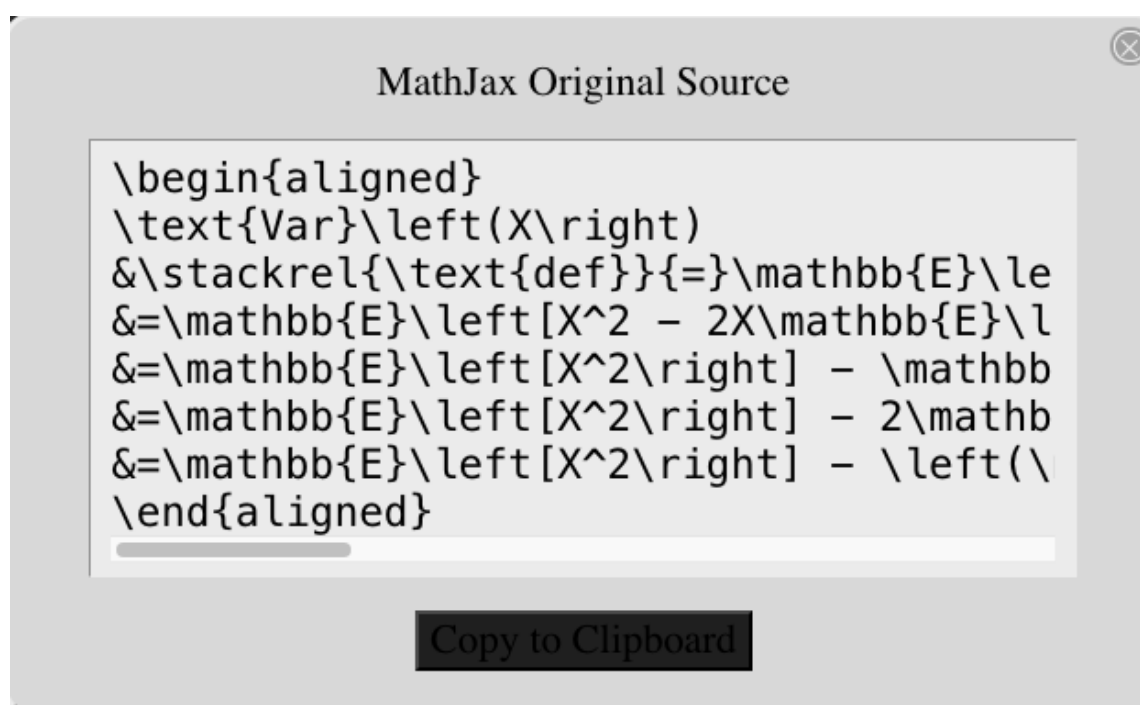 MathJax Original Source
\begin{aligned}
\text{Var}\left(X\right)
&\stackrel{\text{def}}{=}\mathbb{E}\le
&=\mathbb{E}\left[X^2 - 2X\mathbb{E}\l
&=\mathbb{E}\left[X^2\right] - \mathbb
&=\mathbb{E}\left[X^2\right] - 2\mathb
&=\mathbb{E}\left[X^2\right] - \left(\
\end{aligned}
Copy to Clipboard